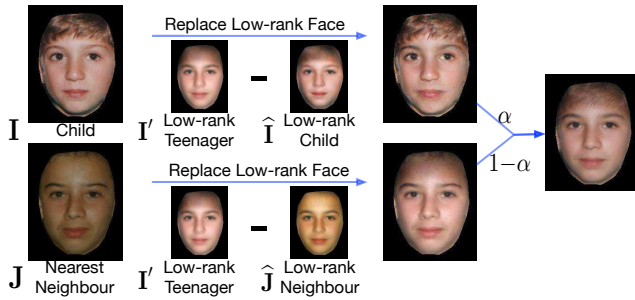 Replace Low-rank Face
I Child
I′ Low-rank Teenager
Î Low-rank Child
α
Replace Low-rank Face
1−α
J Nearest Neighbour
I′ Low-rank Teenager
Ĵ Low-rank Neighbour